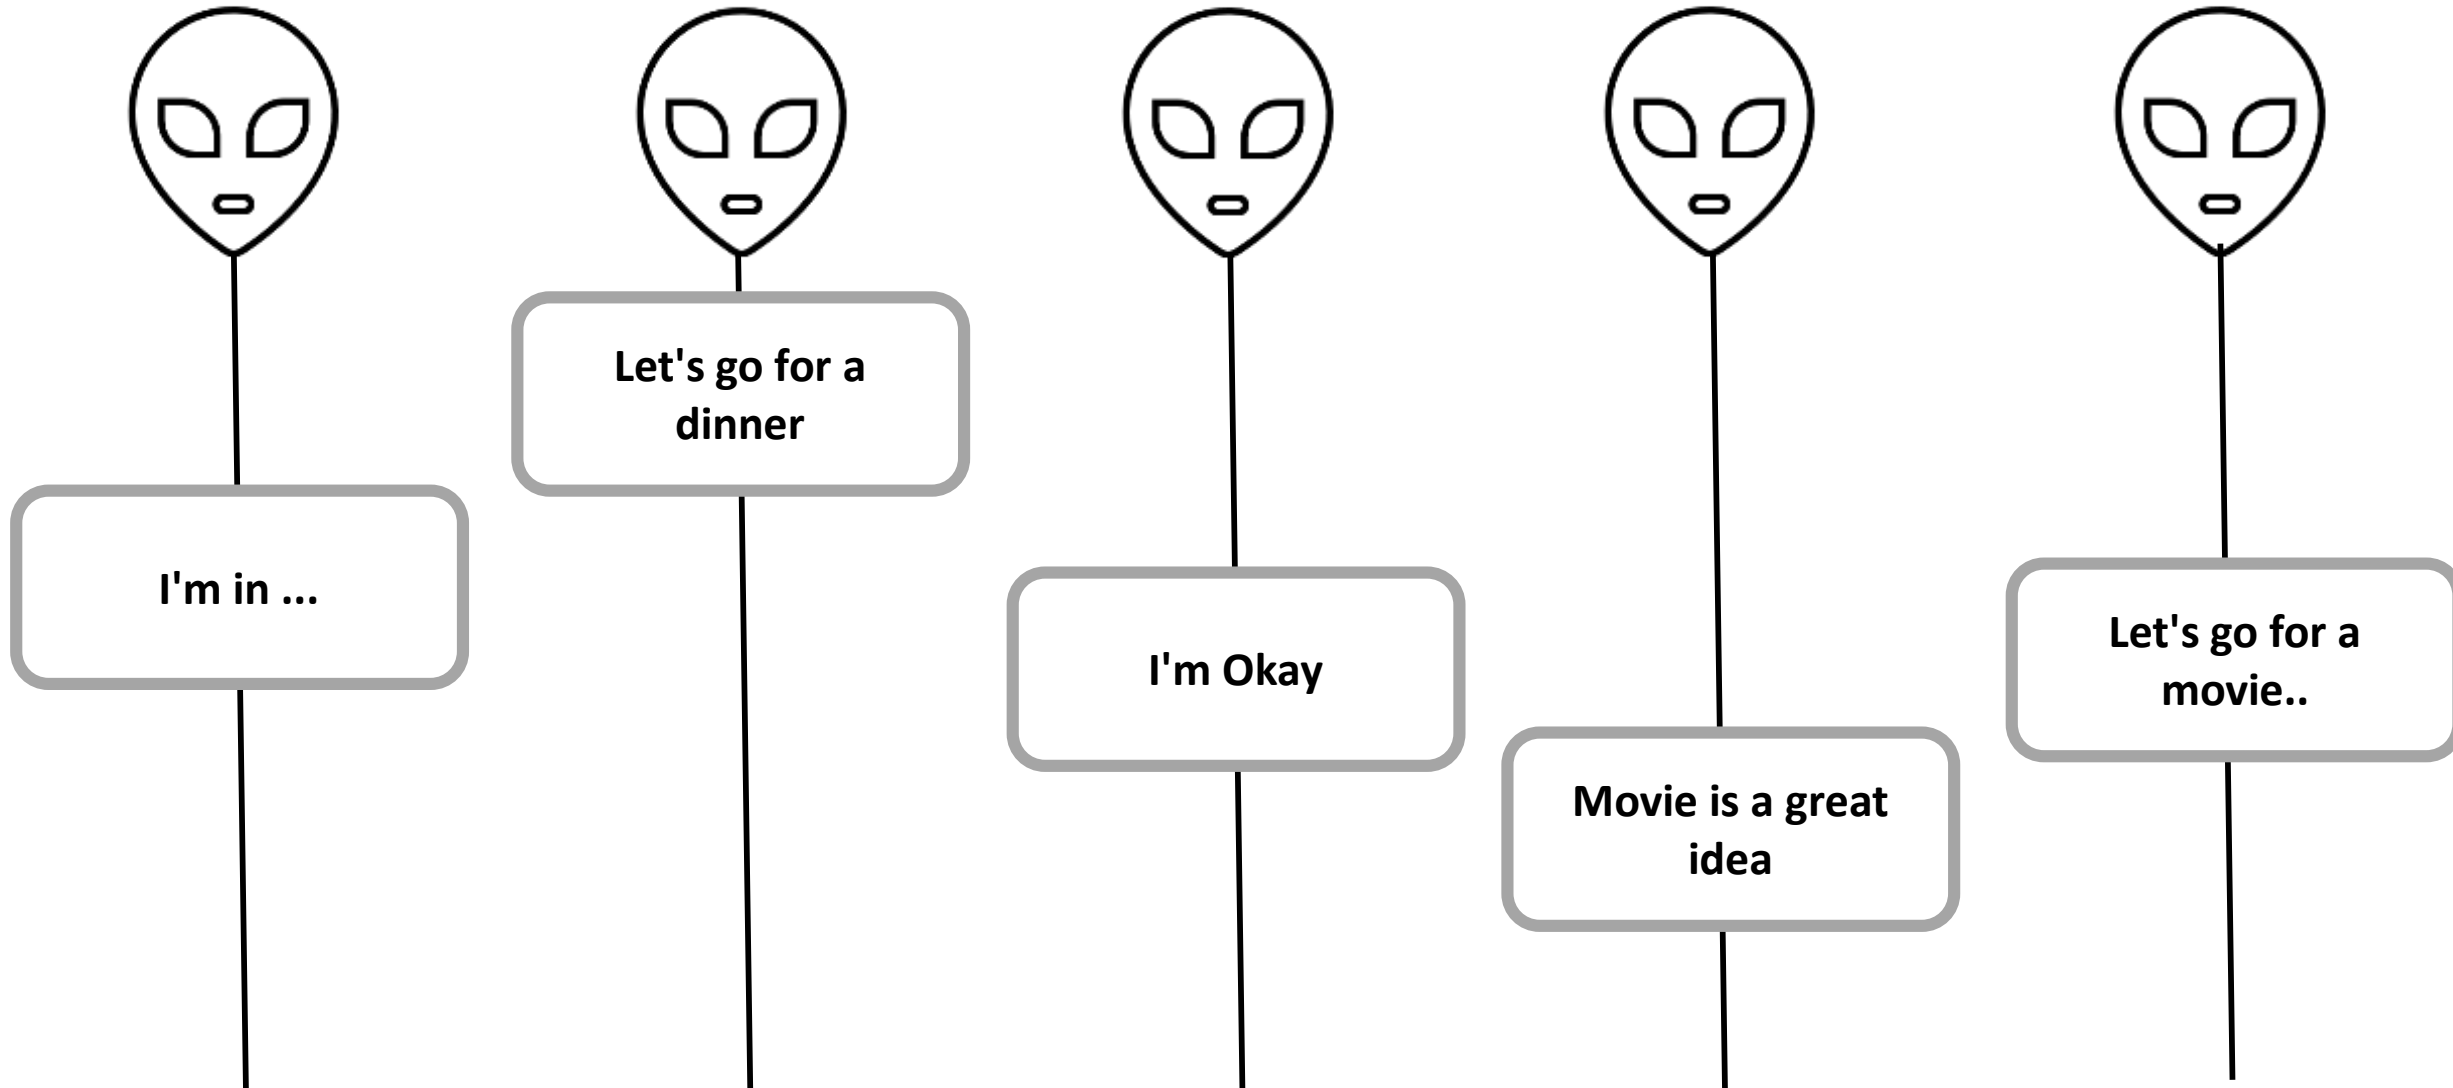 Let's go for a
dinner
I'm in ...
I'm Okay
Let's go for a
movie..
Movie is a great
idea